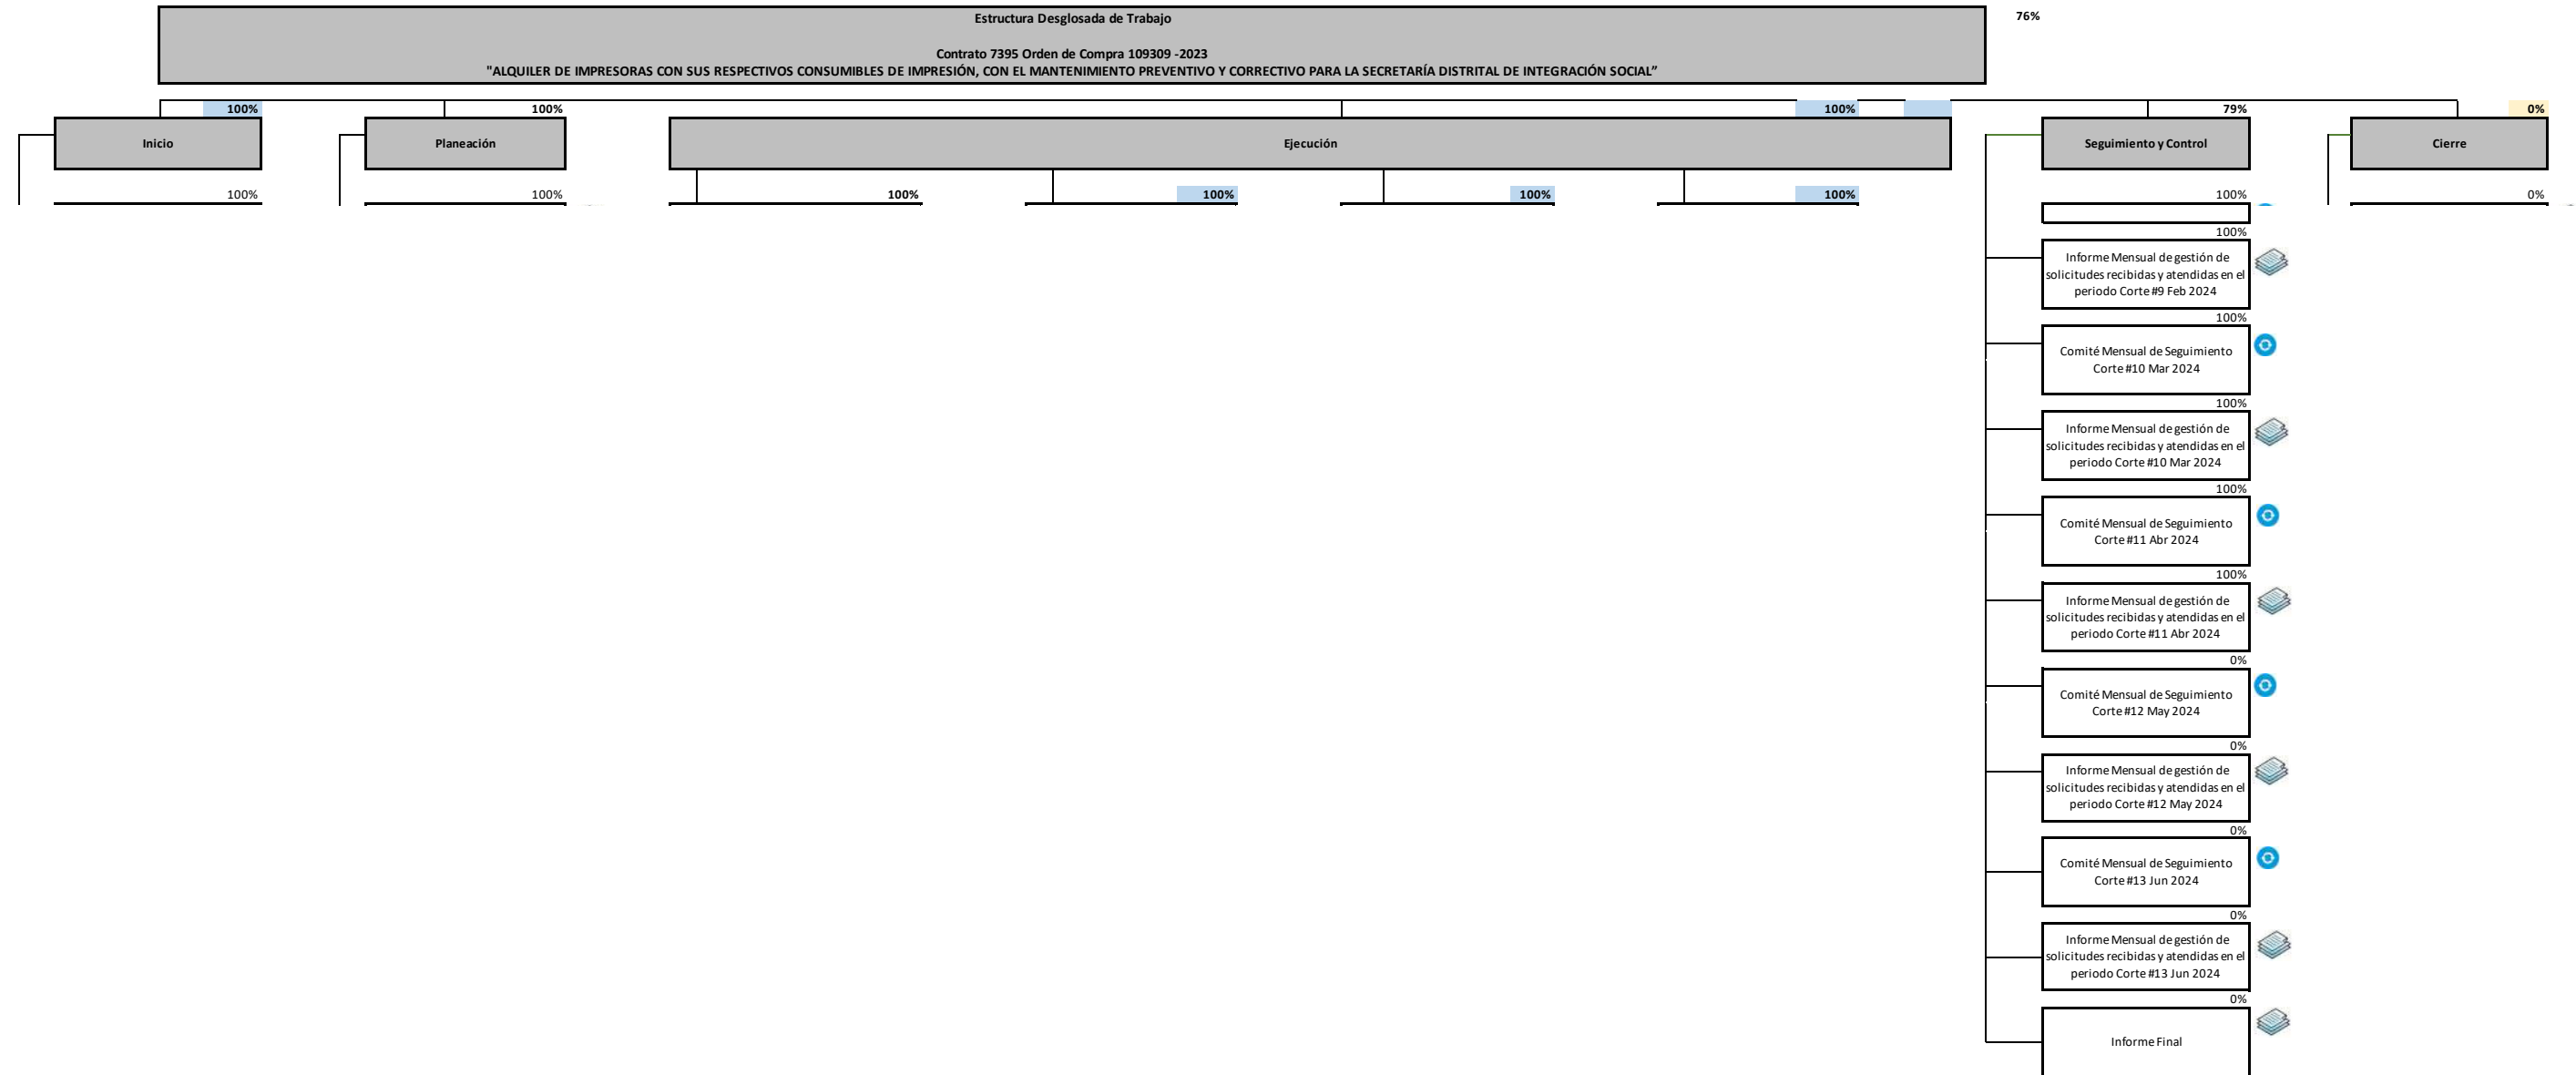 Estructura Desglosada de Trabajo
76%
Contrato 7395 Orden de Compra 109309 -2023
"ALQUILER DE IMPRESORAS CON SUS RESPECTIVOS CONSUMIBLES DE IMPRESIÓN, CON EL MANTENIMIENTO PREVENTIVO Y CORRECTIVO PARA LA SECRETARÍA DISTRITAL DE INTEGRACIÓN SOCIAL”
100%
100%
100%
79%
0%
Inicio
Planeación
Ejecución
Seguimiento y Control
Cierre
100%
100%
100%
100%
100%
100%
100%
0%
100%
Informe Mensual de gestión de
solicitudes recibidas y atendidas en el
periodo Corte #9 Feb 2024
100%
Comité Mensual de Seguimiento
Corte #10 Mar 2024
100%
Informe Mensual de gestión de
solicitudes recibidas y atendidas en el
periodo Corte #10 Mar 2024
100%
Comité Mensual de Seguimiento
Corte #11 Abr 2024
100%
Informe Mensual de gestión de
solicitudes recibidas y atendidas en el
periodo Corte #11 Abr 2024
0%
Comité Mensual de Seguimiento
Corte #12 May 2024
0%
Informe Mensual de gestión de
solicitudes recibidas y atendidas en el
periodo Corte #12 May 2024
0%
Comité Mensual de Seguimiento
Corte #13 Jun 2024
0%
Informe Mensual de gestión de
solicitudes recibidas y atendidas en el
periodo Corte #13 Jun 2024
0%
Informe Final